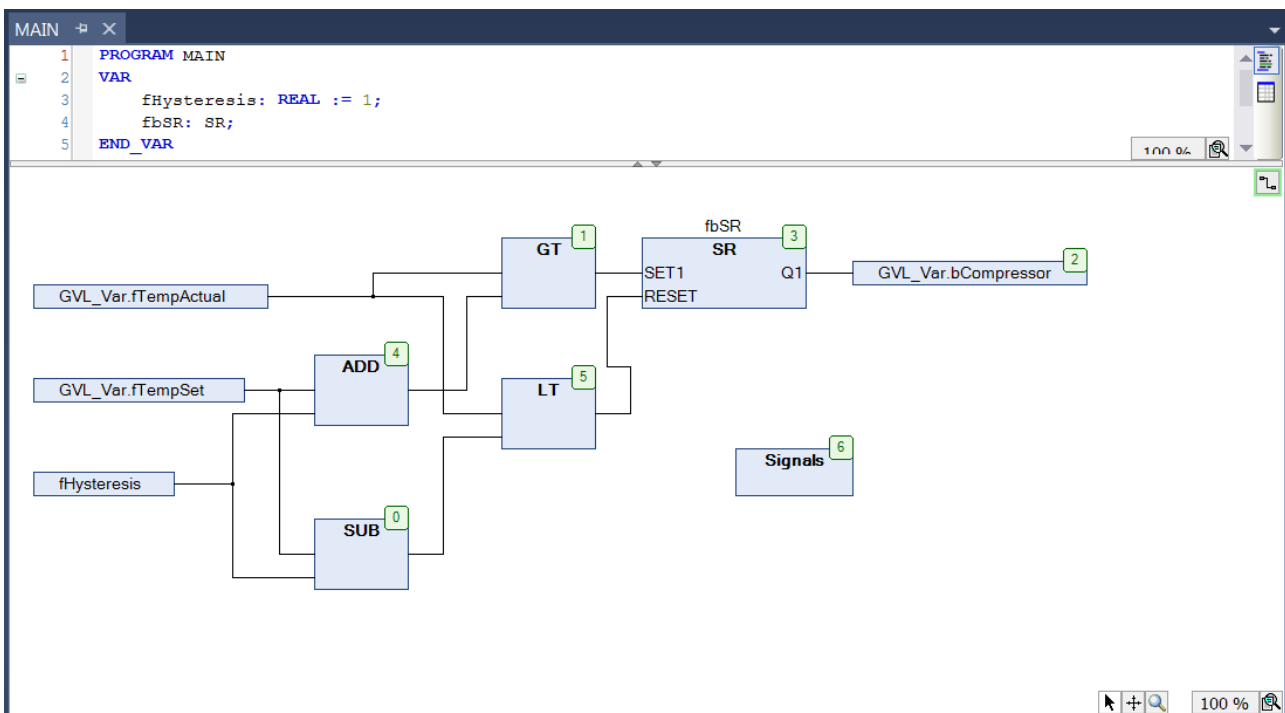 MAIN
1 PROGRAM MAIN
2 VAR
3 fHysteresis: REAL := 1;
4 fbSR: SR;
5 END_VAR
100 %
fbSR
GT 1
SR 3
SET1 Q1
RESET
GVL_Var.bCompressor 2
GVL_Var.fTempActual
ADD 4
GVL_Var.fTempSet
LT 5
Signals 6
fHysteresis
SUB 0
100 %